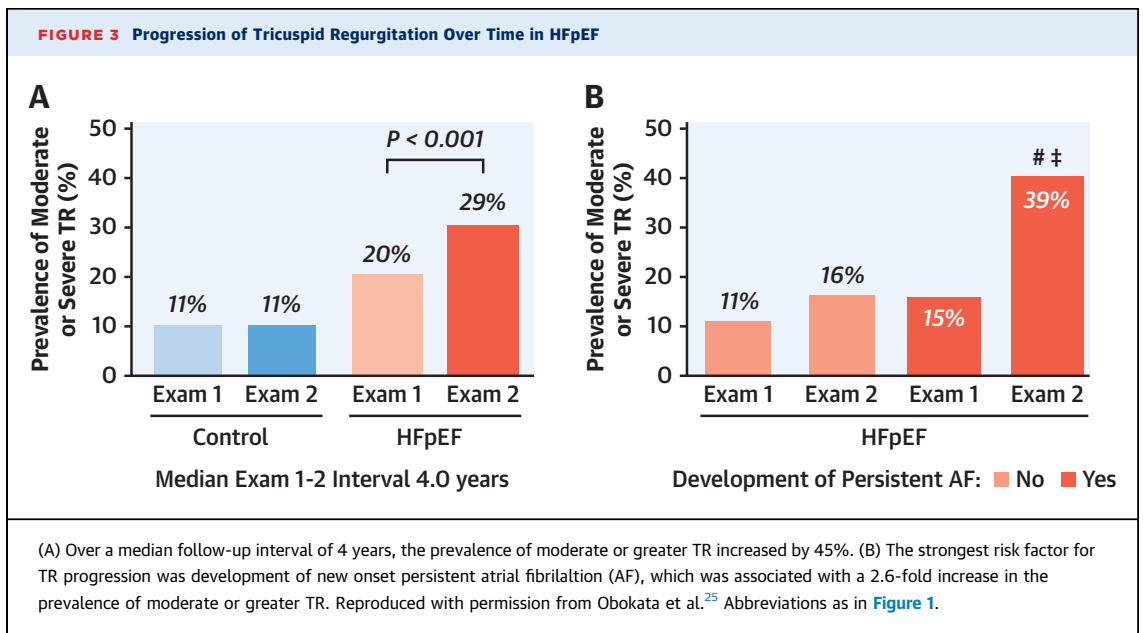 FIGURE 3 Progression of Tricuspid Regurgitation Over Time in HFpEF
A
Prevalence of Moderate
or Severe TR (%)
50
40
30
20
10
0
P < 0.001
11%
11%
20%
29%
Exam 1
Exam 2
Exam 1
Exam 2
Control
HFpEF
Median Exam 1-2 Interval 4.0 years
B
Prevalence of Moderate
or Severe TR (%)
50
40
30
20
10
0
# ‡
11%
16%
15%
39%
Exam 1
Exam 2
Exam 1
Exam 2
HFpEF
Development of Persistent AF: No Yes
(A) Over a median follow-up interval of 4 years, the prevalence of moderate or greater TR increased by 45%. (B) The strongest risk factor for
TR progression was development of new onset persistent atrial fibrilaltion (AF), which was associated with a 2.6-fold increase in the
prevalence of moderate or greater TR. Reproduced with permission from Obokata et al.25 Abbreviations as in Figure 1.